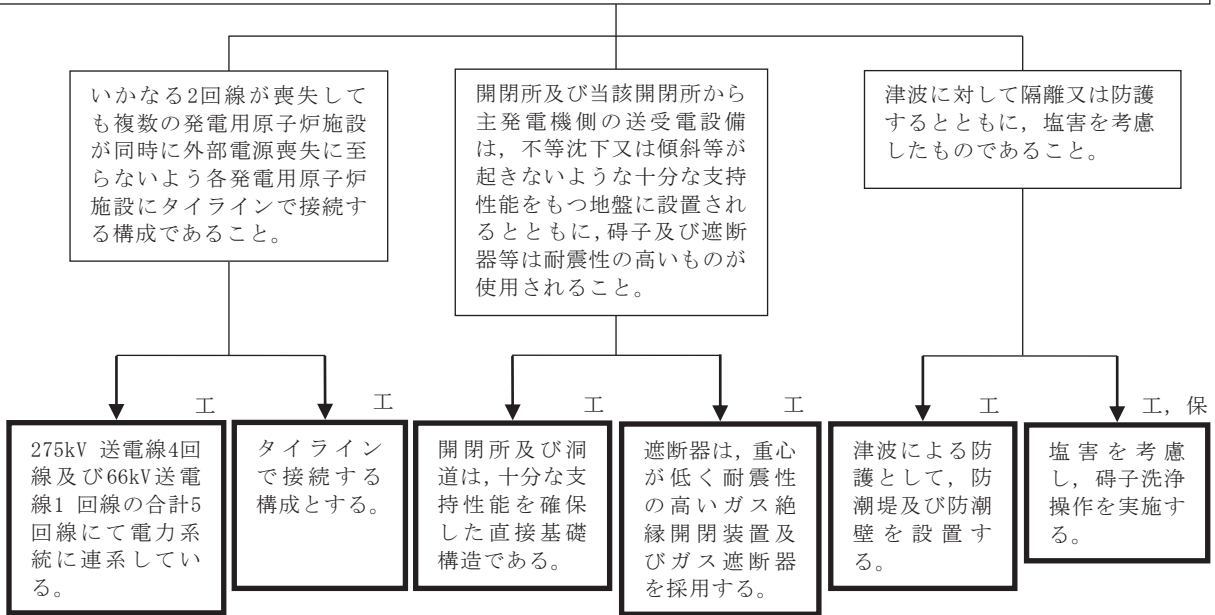 いかなる2回線が喪失して
も複数の発電用原子炉施設
が同時に外部電源喪失に至
らないよう各発電用原子炉
施設にタイラインで接続す
る構成であること。
開閉所及び当該開閉所から
主発電機側の送受電設備
は，不等沈下又は傾斜等が
起きないような十分な支持
性能をもつ地盤に設置され
るとともに，碍子及び遮断
器等は耐震性の高いものが
使用されること。
津波に対して隔離又は防護
するとともに，塩害を考慮
したものであること。
工
275kV 送電線4回
線及び66kV送電
線1 回線の合計5
回線にて電力系
統に連系してい
る。
工
タイライン
で接続する
構成とする。
工
開閉所及び洞
道は，十分な支
持性能を確保
した直接基礎
構造である。
工
遮断器は，重心
が低く耐震性
の高いガス絶
縁開閉装置及
びガス遮断器
を採用する。
工
津波による防
護として，防
潮堤及び防潮
壁を設置す
る。
工，保
塩害を考慮
し，碍子洗浄
操作を実施す
る。